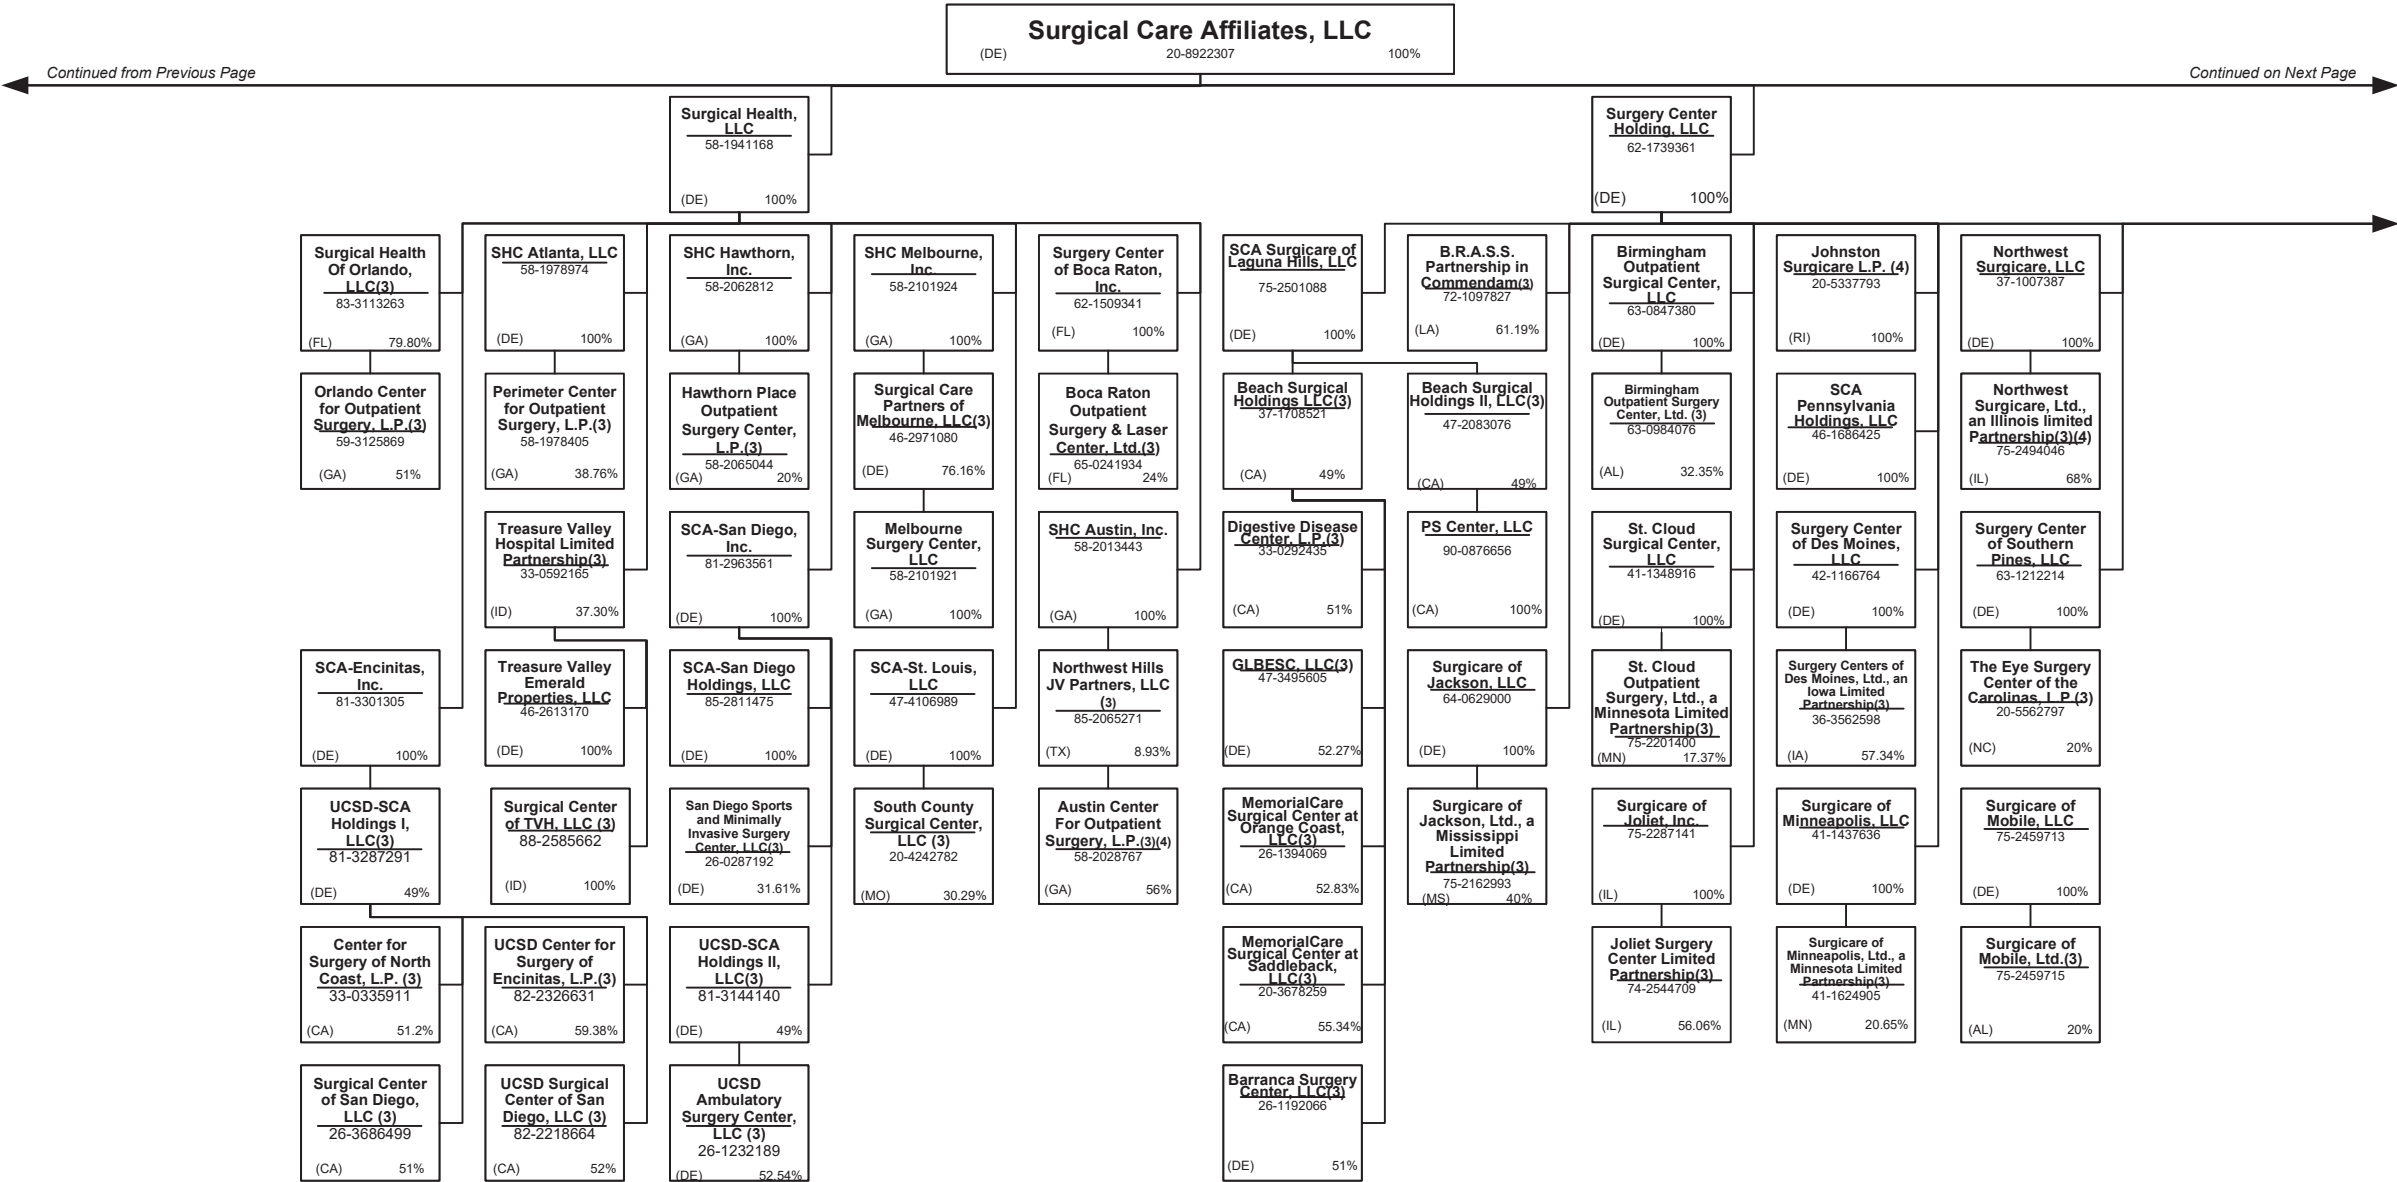 Surgical Care Affiliates, LLC
(DE) 20-8922307 100%
Continued from Previous Page
Continued on Next Page
Surgical Health,
LLC
58-1941168
(DE) 100%
Surgery Center
Holding, LLC
62-1739361
(DE) 100%
Surgical Health
Of Orlando,
LLC(3)
83-3113263
(FL) 79.80%
SHC Atlanta, LLC
58-1978974
(DE) 100%
SHC Hawthorn,
Inc.
58-2062812
(GA) 100%
SHC Melbourne,
Inc.
58-2101924
(GA) 100%
Surgery Center
of Boca Raton,
Inc.
62-1509341
(FL) 100%
SCA Surgicare of
Laguna Hills, LLC
75-2501088
(DE) 100%
B.R.A.S.S.
Partnership in
Commendam(3)
72-1097827
(LA) 61.19%
Birmingham
Outpatient
Surgical Center,
LLC
63-0847380
(DE) 100%
Johnston
Surgicare L.P. (4)
20-5337793
(RI) 100%
Northwest
Surgicare, LLC
37-1007387
(DE) 100%
Orlando Center
for Outpatient
Surgery, L.P.(3)
59-3125869
(GA) 51%
Perimeter Center
for Outpatient
Surgery, L.P.(3)
58-1978405
(GA) 38.76%
Hawthorn Place
Outpatient
Surgery Center,
L.P.(3)
58-2065044
(GA) 20%
Surgical Care
Partners of
Melbourne, LLC(3)
46-2971080
(DE) 76.16%
Boca Raton
Outpatient
Surgery & Laser
Center, Ltd.(3)
65-0241934
(FL) 24%
Beach Surgical
Holdings LLC(3)
37-1708521
(CA) 49%
Beach Surgical
Holdings II, LLC(3)
47-2083076
(CA) 49%
Birmingham
Outpatient Surgery
Center, Ltd. (3)
63-0984076
(AL) 32.35%
SCA
Pennsylvania
Holdings, LLC
46-1686425
(DE) 100%
Northwest
Surgicare, Ltd.,
an Illinois limited
Partnership(3)(4)
75-2494046
(IL) 68%
Treasure Valley
Hospital Limited
Partnership(3)
33-0592165
(ID) 37.30%
SCA-San Diego,
Inc.
81-2963561
(DE) 100%
Melbourne
Surgery Center,
LLC
58-2101921
(GA) 100%
SHC Austin, Inc.
58-2013443
(GA) 100%
Digestive Disease
Center, L.P.(3)
33-0292435
(CA) 51%
PS Center, LLC
90-0876656
(CA) 100%
St. Cloud
Surgical Center,
LLC
41-1348916
(DE) 100%
Surgery Center
of Des Moines,
LLC
42-1166764
(DE) 100%
Surgery Center
of Southern
Pines, LLC
63-1212214
(DE) 100%
SCA-Encinitas,
Inc.
81-3301305
(DE) 100%
Treasure Valley
Emerald
Properties, LLC
46-2613170
(DE) 100%
SCA-San Diego
Holdings, LLC
85-2811475
(DE) 100%
SCA-St. Louis,
LLC
47-4106989
(DE) 100%
Northwest Hills
JV Partners, LLC
(3)
85-2065271
(TX) 8.93%
GLBESC, LLC(3)
47-3495605
(DE) 52.27%
Surgicare of
Jackson, LLC
64-0629000
(DE) 100%
St. Cloud
Outpatient
Surgery, Ltd., a
Minnesota Limited
Partnership(3)
75-2201400
(MN) 17.37%
Surgery Centers of
Des Moines, Ltd., an
Iowa Limited
Partnership(3)
36-3562598
(IA) 57.34%
The Eye Surgery
Center of the
Carolinas, L.P.(3)
20-5562797
(NC) 20%
UCSD-SCA
Holdings I,
LLC(3)
81-3287291
(DE) 49%
Surgical Center
of TVH, LLC (3)
88-2585662
(ID) 100%
San Diego Sports
and Minimally
Invasive Surgery
Center, LLC(3)
26-0287192
(DE) 31.61%
South County
Surgical Center,
LLC (3)
20-4242782
(MO) 30.29%
Austin Center
For Outpatient
Surgery, L.P.(3)(4)
58-2028767
(GA) 56%
MemorialCare
Surgical Center at
Orange Coast,
LLC(3)
26-1394069
(CA) 52.83%
Surgicare of
Jackson, Ltd., a
Mississippi
Limited
Partnership(3)
75-2162993
(MS) 40%
Surgicare of
Joliet, Inc.
75-2287141
(IL) 100%
Surgicare of
Minneapolis, LLC
41-1437636
(DE) 100%
Surgicare of
Mobile, LLC
75-2459713
(DE) 100%
Center for
Surgery of North
Coast, L.P. (3)
33-0335911
(CA) 51.2%
UCSD Center for
Surgery of
Encinitas, L.P.(3)
82-2326631
(CA) 59.38%
UCSD-SCA
Holdings II,
LLC(3)
81-3144140
(DE) 49%
MemorialCare
Surgical Center at
Saddleback,
LLC(3)
20-3678259
(CA) 55.34%
Joliet Surgery
Center Limited
Partnership(3)
74-2544709
(IL) 56.06%
Surgicare of
Minneapolis, Ltd., a
Minnesota Limited
Partnership(3)
41-1624905
(MN) 20.65%
Surgicare of
Mobile, Ltd.(3)
75-2459715
(AL) 20%
Surgical Center
of San Diego,
LLC (3)
26-3686499
(CA) 51%
UCSD Surgical
Center of San
Diego, LLC (3)
82-2218664
(CA) 52%
UCSD
Ambulatory
Surgery Center,
LLC (3)
26-1232189
(DE) 52.54%
Barranca Surgery
Center, LLC(3)
26-1192066
(DE) 51%